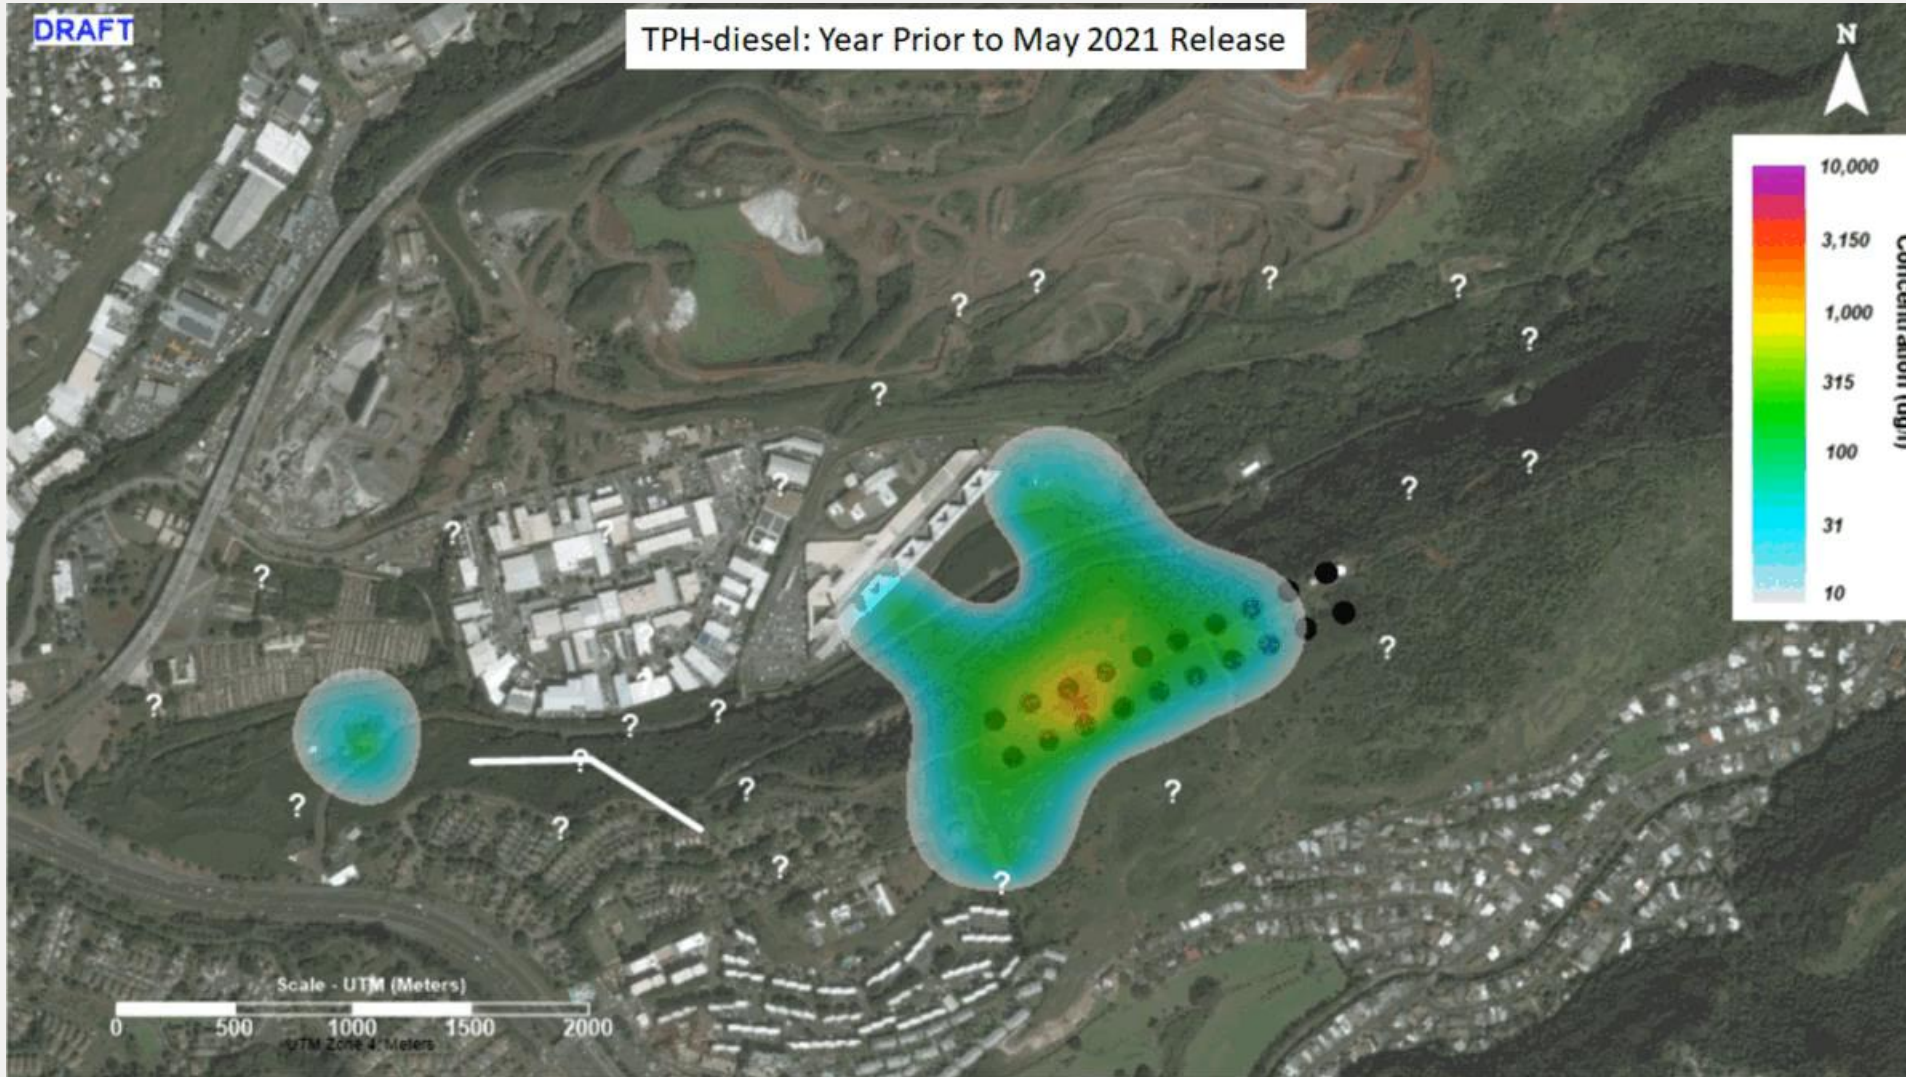 DRAFT
TPH-diesel: Year Prior to May 2021 Release
N
10,000
3,150
1,000
315
100
31
10
Concentration (ug/l)
? ? ? ? ?
?
? ?
? ?
? ?
?
? ?
?
? ? ?
?
? ? ?
?
?
?
Scale - UTM (Meters)
0 500 1000 1500 2000
UTM Zone 4, Meters